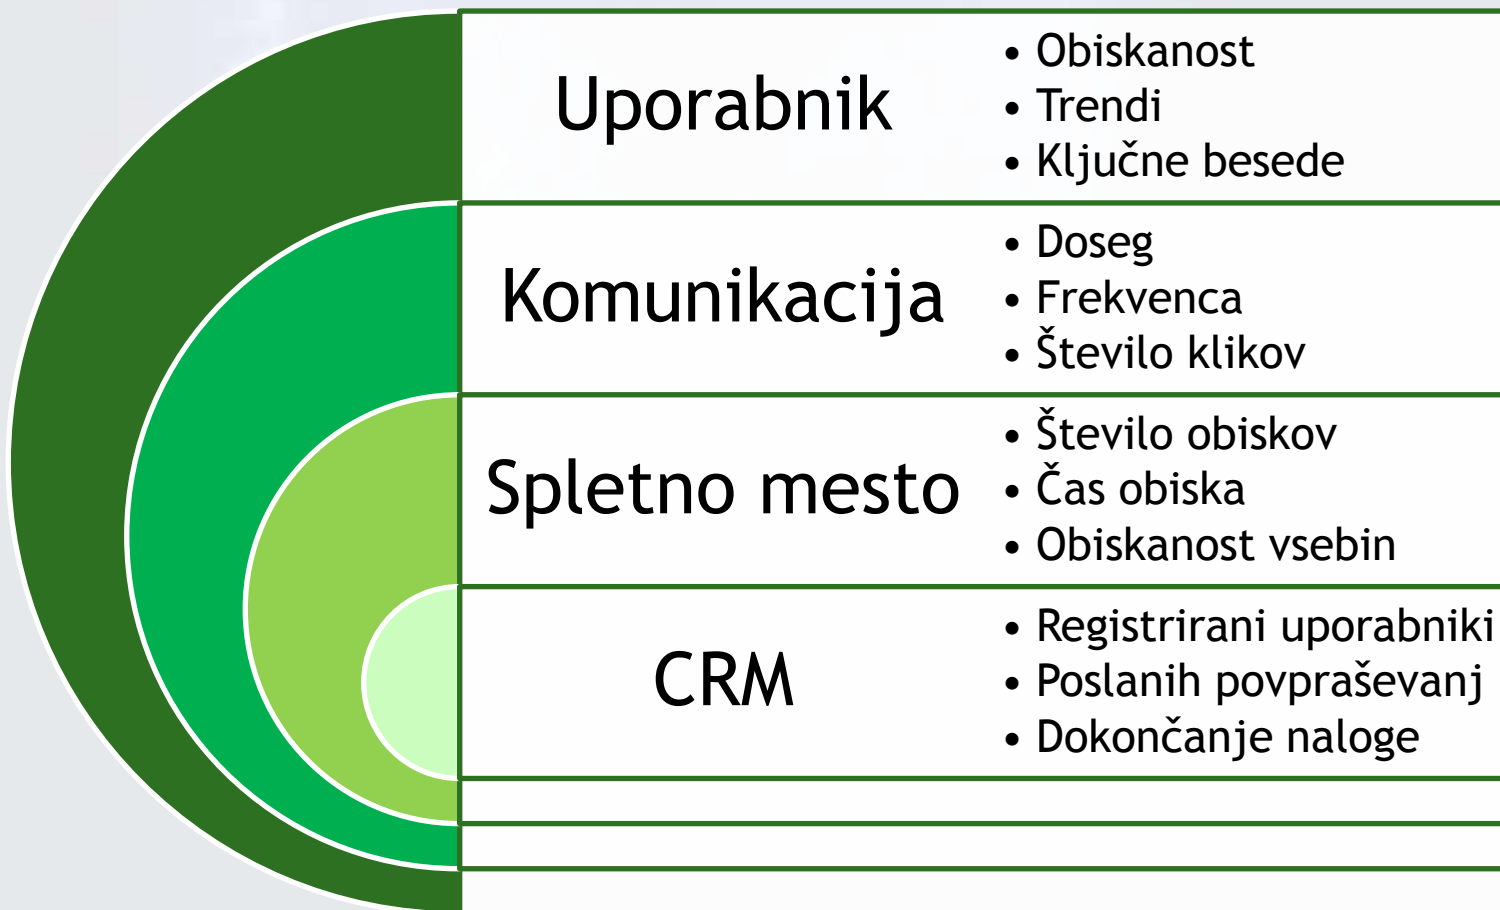 Uporabnik
• Obiskanost
• Trendi
• Ključne besede
Komunikacija
• Doseg
• Frekvenca
• Število klikov
Spletno mesto
• Število obiskov
• Čas obiska
• Obiskanost vsebin
CRM
• Registrirani uporabniki
• Poslanih povpraševanj
• Dokončanje naloge